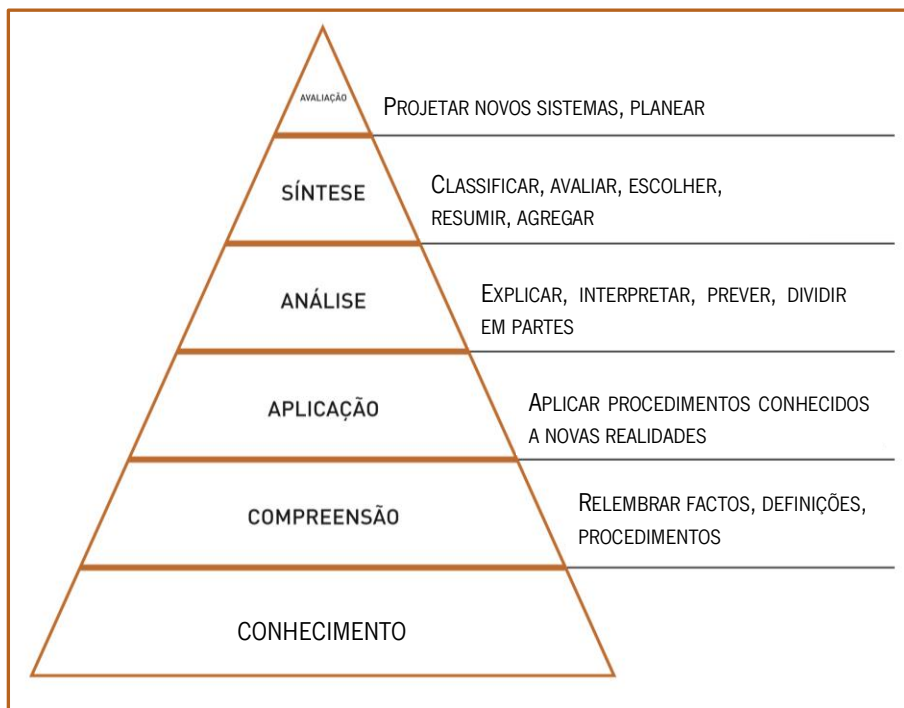 AVALIAÇÃO
PROJETAR NOVOS SISTEMAS, PLANEAR
SÍNTESE
CLASSIFICAR, AVALIAR, ESCOLHER,
RESUMIR, AGREGAR
ANÁLISE
EXPLICAR, INTERPRETAR, PREVER, DIVIDIR
EM PARTES
APLICAÇÃO
APLICAR PROCEDIMENTOS CONHECIDOS
A NOVAS REALIDADES
COMPREENSÃO
RELEMBRAR FACTOS, DEFINIÇÕES,
PROCEDIMENTOS
CONHECIMENTO